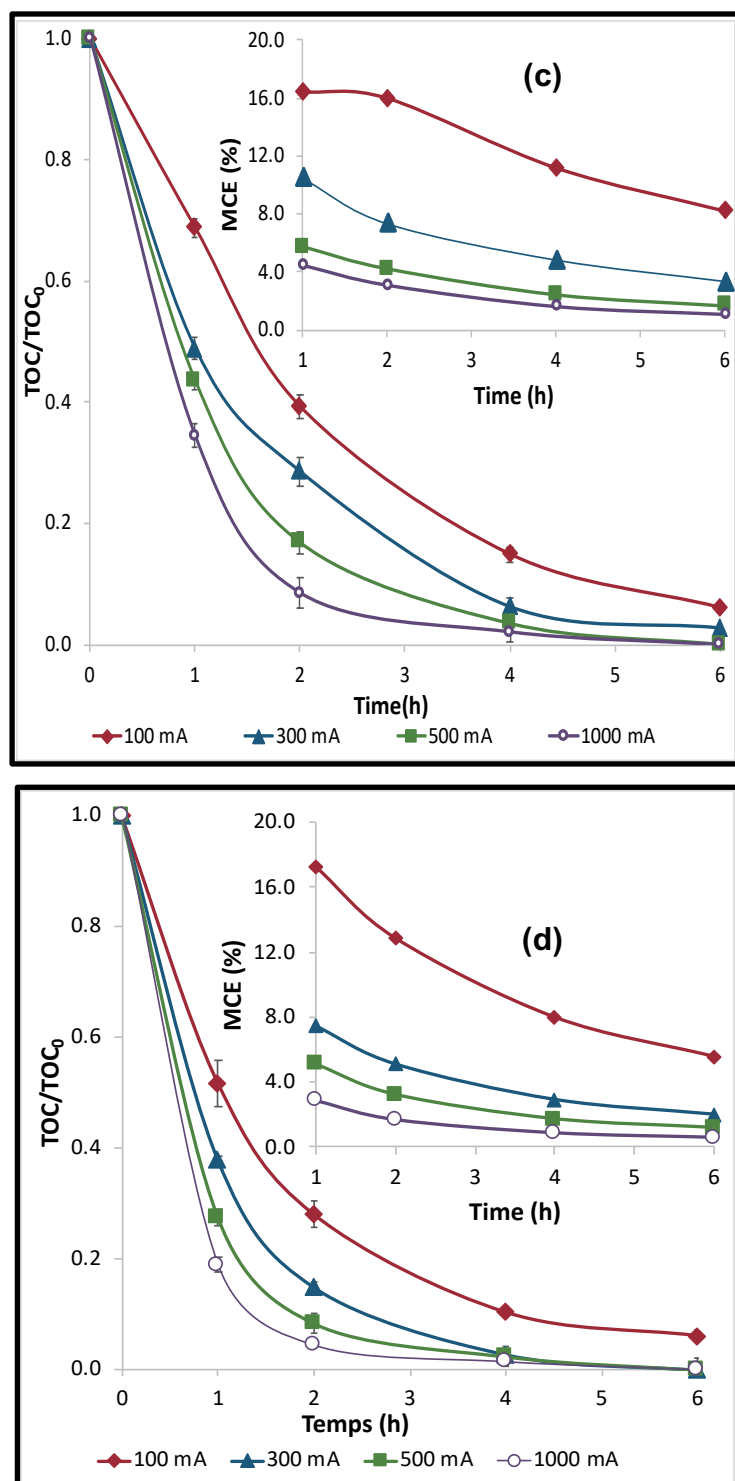 (c)
20.0
16.0
12.0
8.0
4.0
0.0
MCE (%)
1 2 3 4 5 6
Time (h)
1.0
0.8
0.6
0.4
0.2
0.0
TOC/TOC0
0 1 2 3 4 5 6
Time(h)
100 mA 300 mA 500 mA 1000 mA
(d)
20.0
16.0
12.0
8.0
4.0
0.0
MCE (%)
1 2 3 4 5 6
Time (h)
1.0
0.8
0.6
0.4
0.2
0.0
TOC/TOC0
0 1 2 3 4 5 6
Temps (h)
100 mA 300 mA 500 mA 1000 mA